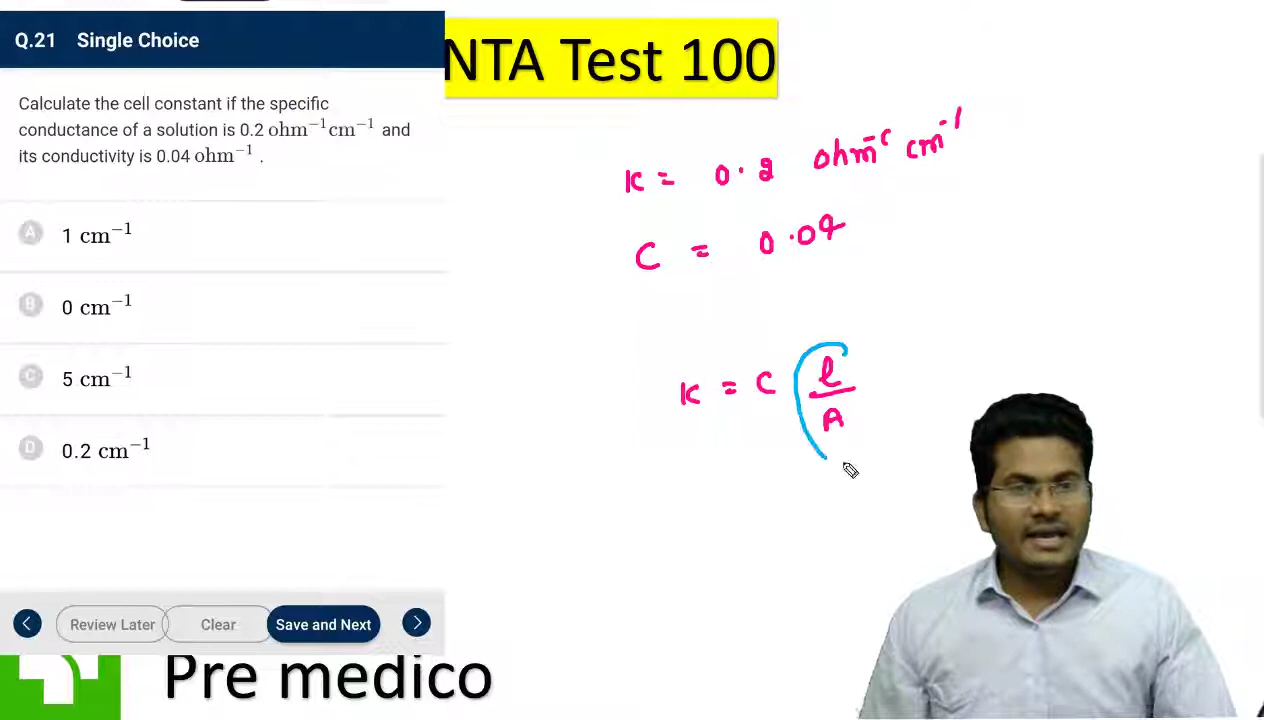 Q.21 Single Choice
NTA Test 100
Calculate the cell constant if the specific
conductance of a solution is 0.2 ohm⁻¹cm⁻¹ and
its conductivity is 0.04 ohm⁻¹ .
A 1 cm⁻¹
B 0 cm⁻¹
C 5 cm⁻¹
D 0.2 cm⁻¹
Review Later Clear Save and Next
Pre medico
K = 0.2 ohm⁻¹ cm⁻¹
C = 0.04
K = C (l/A